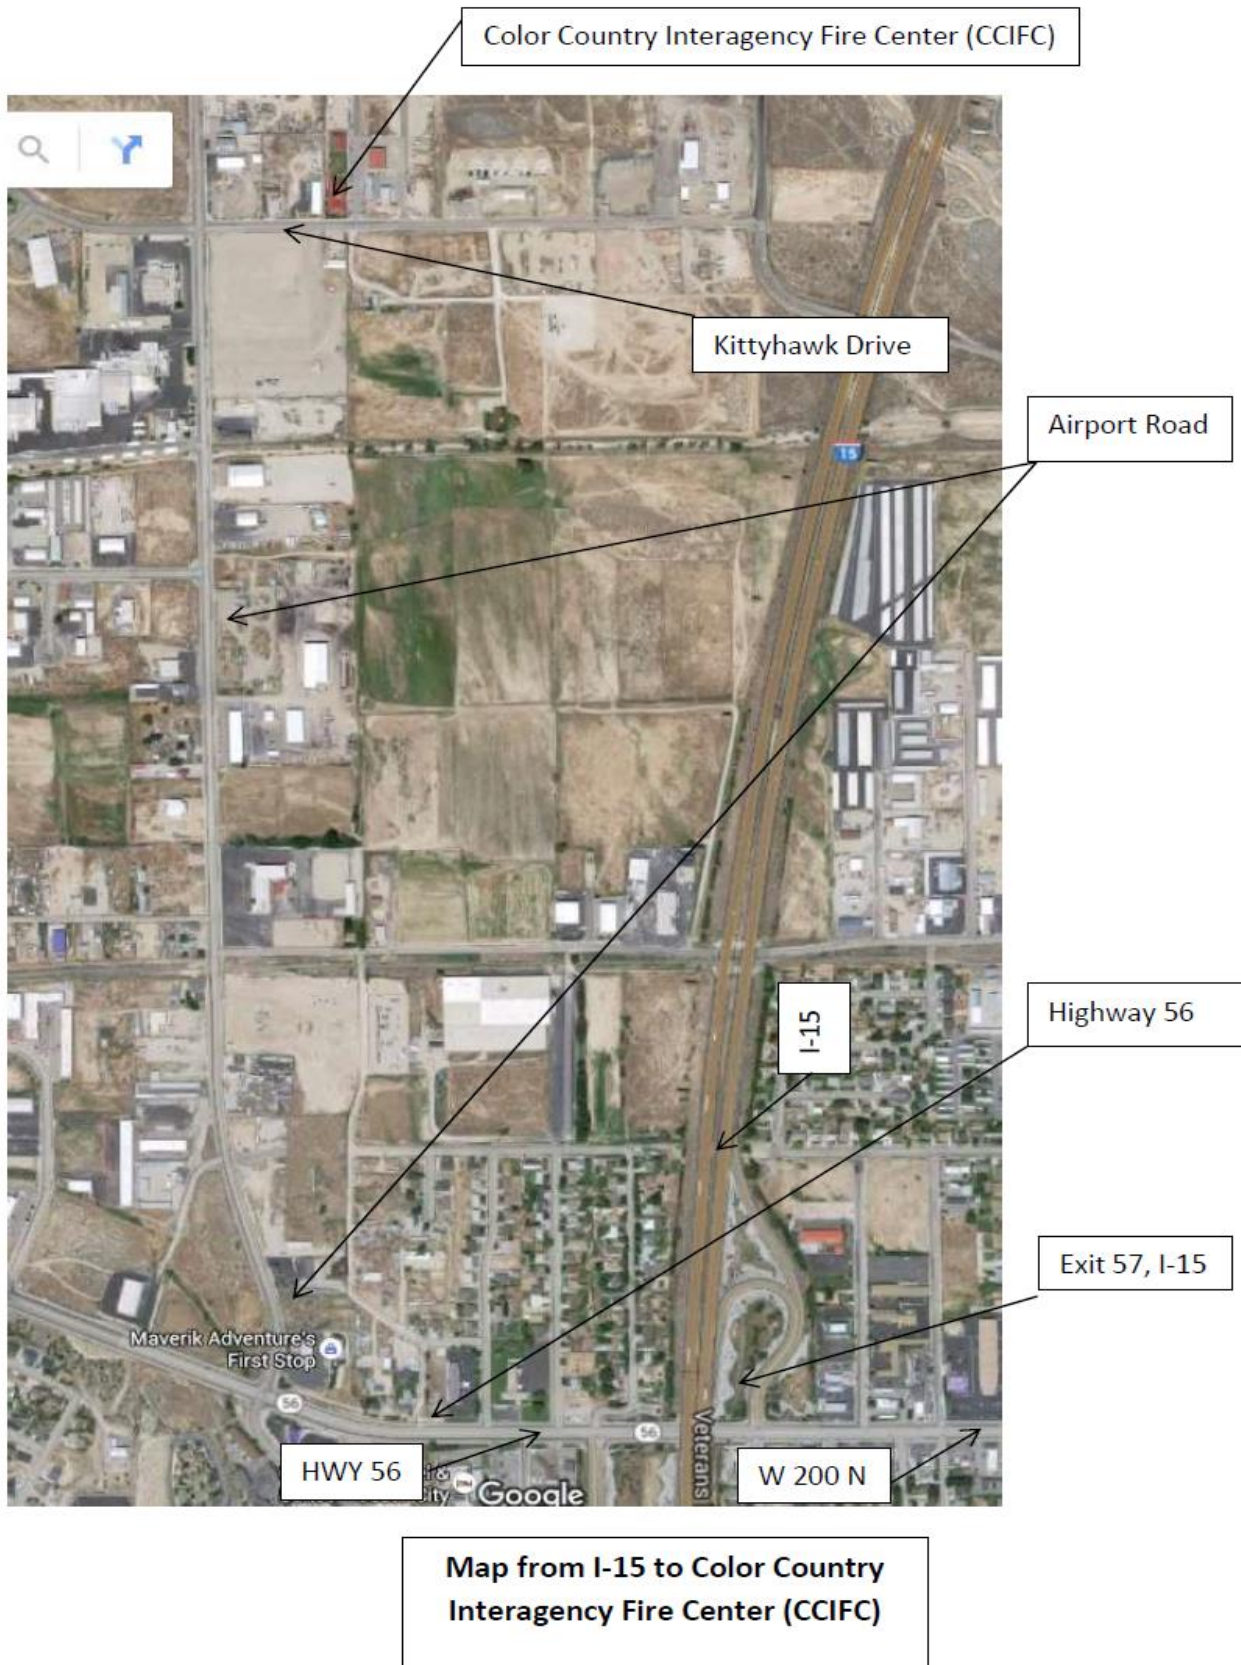 Color Country Interagency Fire Center (CCIFC)
Kittyhawk Drive
Airport Road
15
I-15
Highway 56
Exit 57, I-15
Maverik Adventure's
First Stop
56
56
Veterans
HWY 56
W 200 N
Google
Map from I-15 to Color Country
Interagency Fire Center (CCIFC)